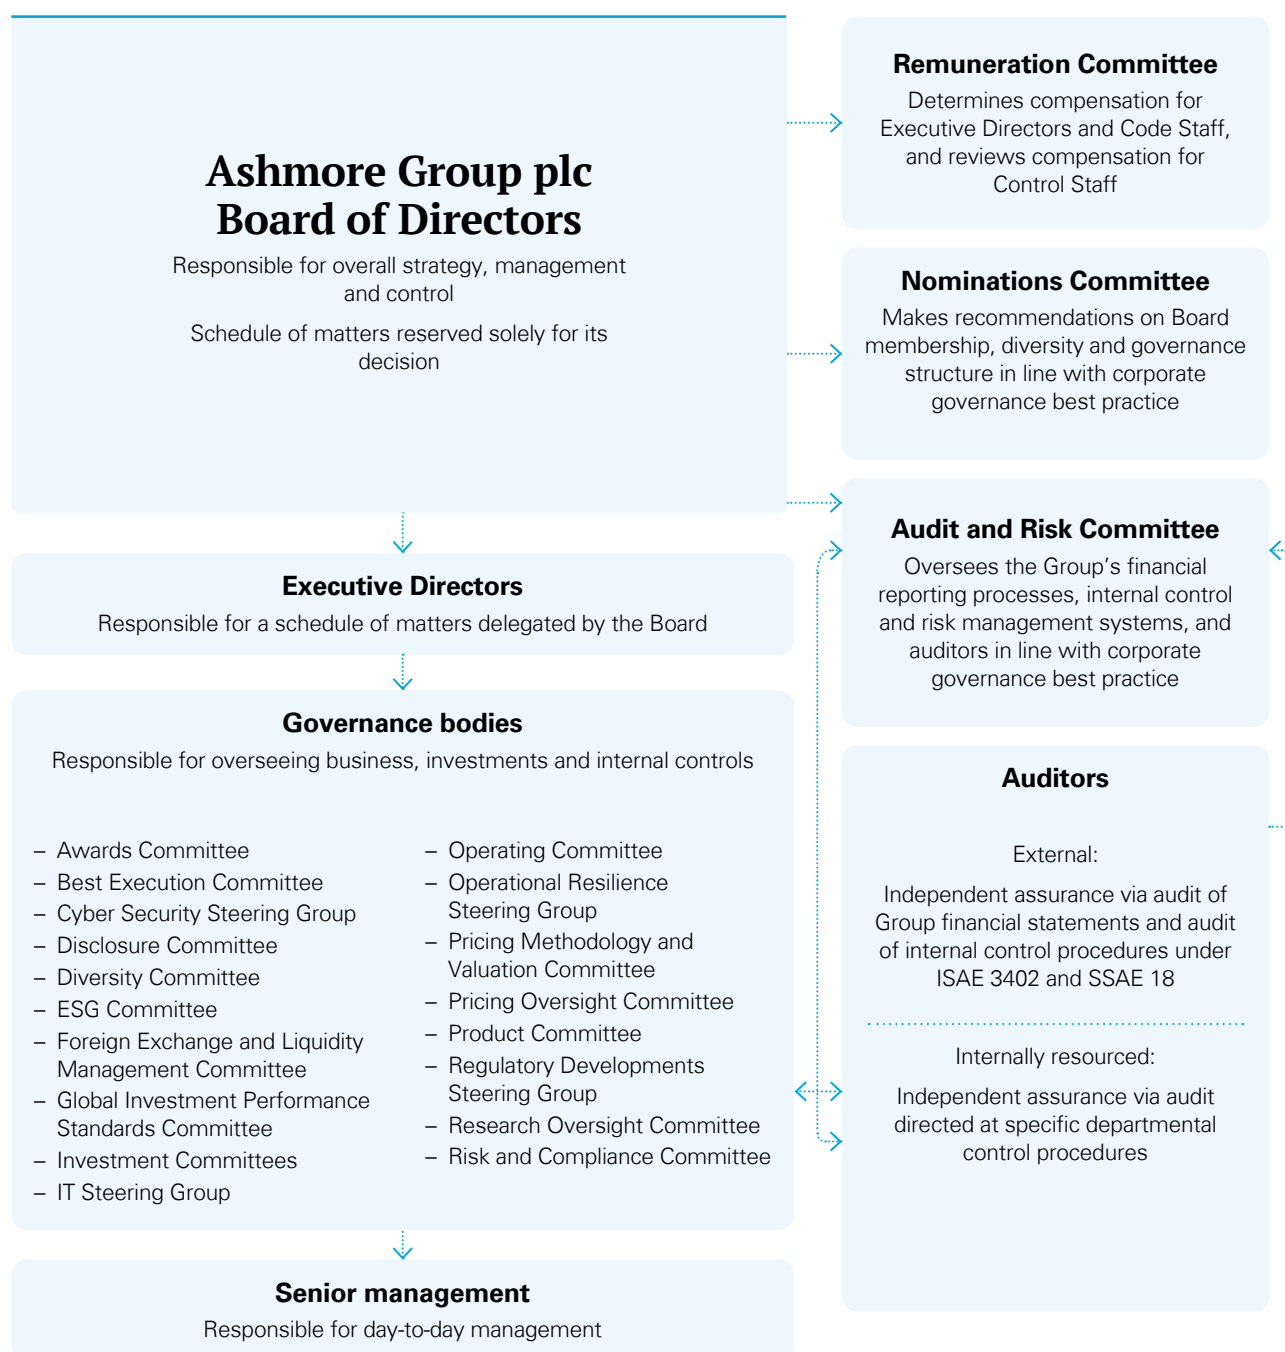 Ashmore Group plc
Board of Directors
Responsible for overall strategy, management
and control
Schedule of matters reserved solely for its
decision
Remuneration Committee
Determines compensation for
Executive Directors and Code Staff,
and reviews compensation for
Control Staff
Nominations Committee
Makes recommendations on Board
membership, diversity and governance
structure in line with corporate
governance best practice
Audit and Risk Committee
Oversees the Group’s financial
reporting processes, internal control
and risk management systems, and
auditors in line with corporate
governance best practice
Executive Directors
Responsible for a schedule of matters delegated by the Board
Governance bodies
Responsible for overseeing business, investments and internal controls
– Awards Committee
– Best Execution Committee
– Cyber Security Steering Group
– Disclosure Committee
– Diversity Committee
– ESG Committee
– Foreign Exchange and Liquidity
Management Committee
– Global Investment Performance
Standards Committee
– Investment Committees
– IT Steering Group
– Operating Committee
– Operational Resilience
Steering Group
– Pricing Methodology and
Valuation Committee
– Pricing Oversight Committee
– Product Committee
– Regulatory Developments
Steering Group
– Research Oversight Committee
– Risk and Compliance Committee
Auditors
External:
Independent assurance via audit of
Group financial statements and audit
of internal control procedures under
ISAE 3402 and SSAE 18
Internally resourced:
Independent assurance via audit
directed at specific departmental
control procedures
Senior management
Responsible for day-to-day management